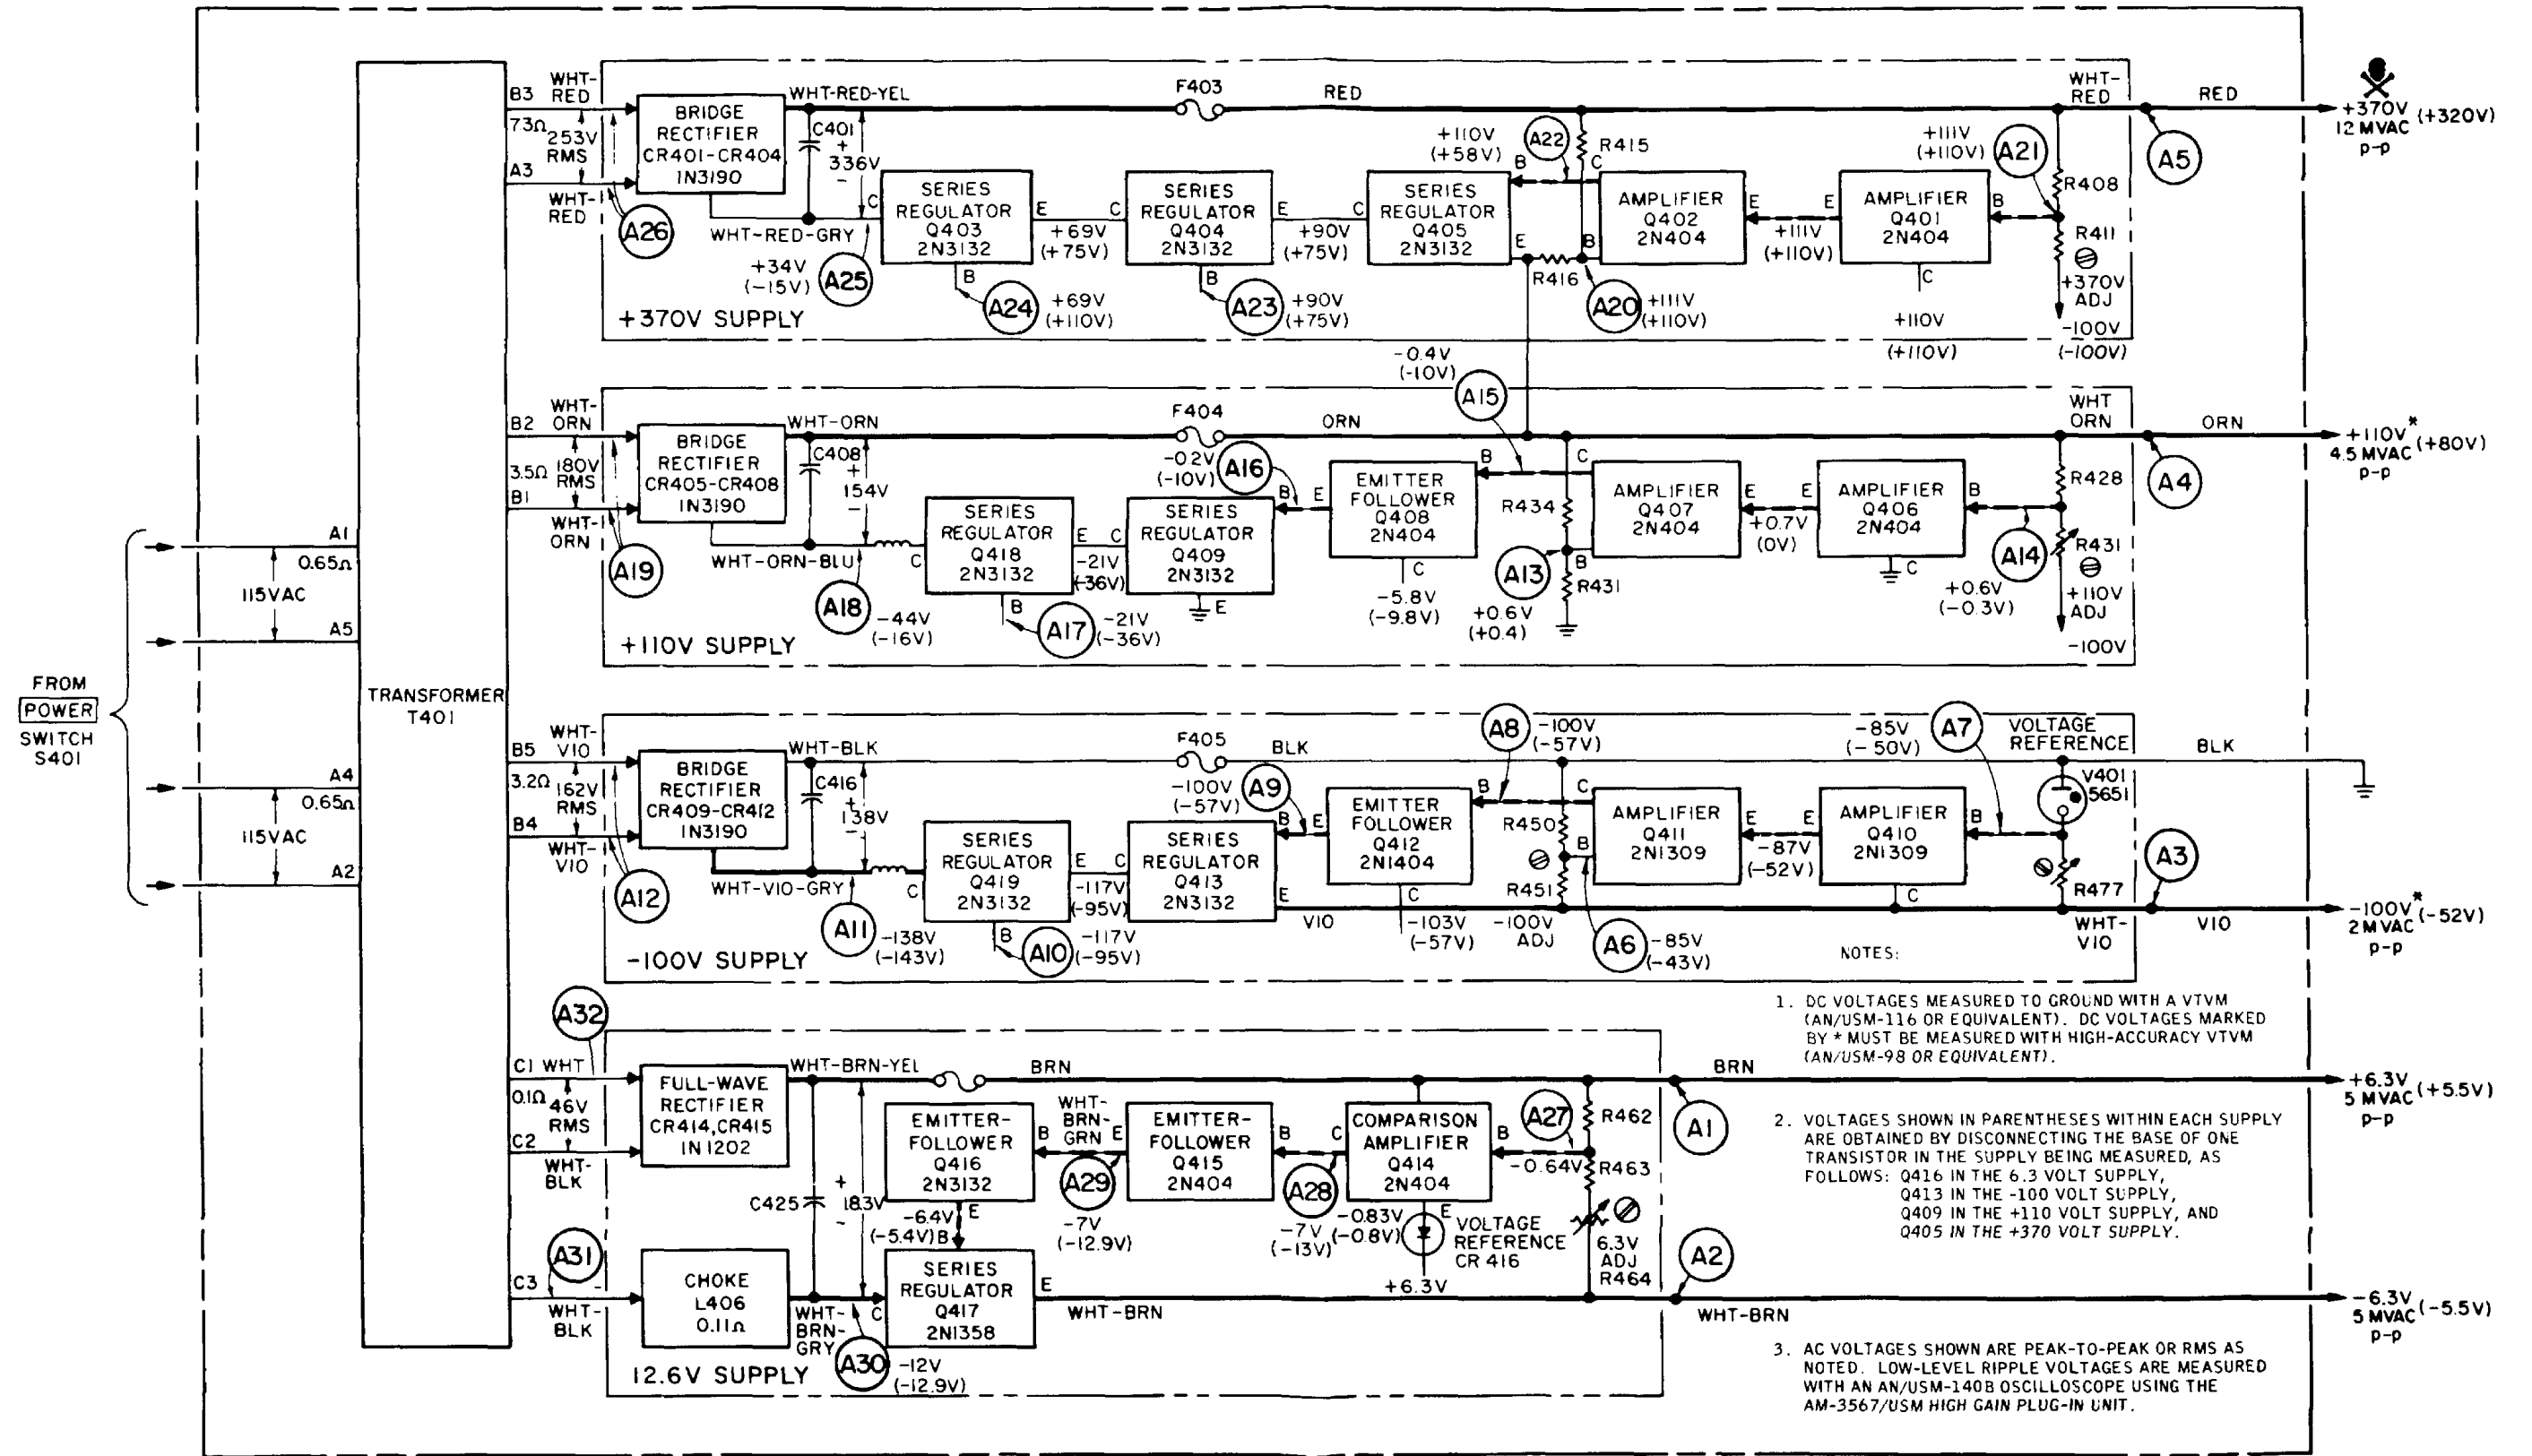 FROM
POWER
SWITCH
S401
A1
0.65Ω
115VAC
A5
A4
0.65Ω
115VAC
A2
TRANSFORMER
T401
B3
WHT-
RED
73Ω
253V
RMS
A3
WHT-
RED
A26
BRIDGE
RECTIFIER
CR401-CR404
1N3190
WHT-RED-YEL
C401
+
336V
-
WHT-RED-GRY
+34V
(-15V)
A25
C
SERIES
REGULATOR
Q403
2N3132
B
A24
+69V
(+110V)
E
C
+69V
(+75V)
SERIES
REGULATOR
Q404
2N3132
B
A23
+90V
(+75V)
E
C
+90V
(+75V)
F403
RED
SERIES
REGULATOR
Q405
2N3132
+110V
(+58V)
A22
B
C
E
R415
R416
B
A20
+111V
(+110V)
AMPLIFIER
Q402
2N404
E
E
+111V
(+110V)
AMPLIFIER
Q401
2N404
C
+110V
(+110V)
+111V
(+110V)
A21
B
WHT-
RED
R408
R411
+370V
ADJ
-100V
(-100V)
RED
A5
+370V (+320V)
12 MVAC
p-p
+370V SUPPLY
B2
WHT-
ORN
3.5Ω
180V
RMS
B1
WHT-
ORN
A19
BRIDGE
RECTIFIER
CR405-CR408
1N3190
WHT-ORN
C408
+
154V
-
WHT-ORN-BLU
A18
-44V
(-16V)
C
SERIES
REGULATOR
Q418
2N3132
B
A17
-21V
(-36V)
E
C
-21V
(-36V)
SERIES
REGULATOR
Q409
2N3132
E
F404
ORN
-0.2V
(-10V)
A16
B
E
EMITTER
FOLLOWER
Q408
2N404
C
-5.8V
(-9.8V)
-0.4V
(-10V)
A15
B
C
R434
A13
B
R431
+0.6V
(+0.4)
AMPLIFIER
Q407
2N404
E
E
+0.7V
(0V)
AMPLIFIER
Q406
2N404
C
B
A14
+0.6V
(-0.3V)
WHT
ORN
R428
R431
+110V
ADJ
-100V
ORN
A4
+110V* (+80V)
4.5 MVAC
p-p
+110V SUPPLY
B5
WHT-
VIO
3.2Ω
162V
RMS
B4
WHT-
VIO
A12
BRIDGE
RECTIFIER
CR409-CR412
1N3190
WHT-BLK
C416
+
138V
-
WHT-VIO-GRY
A11
-138V
(-143V)
C
SERIES
REGULATOR
Q419
2N3132
B
A10
-117V
(-95V)
E
C
-117V
(-95V)
SERIES
REGULATOR
Q413
2N3132
E
VIO
F405
BLK
-100V
(-57V)
A9
B
E
EMITTER
FOLLOWER
Q412
2N1404
C
-103V
(-57V)
A8
-100V
(-57V)
B
C
R450
B
R451
-100V
ADJ
A6
-85V
(-43V)
AMPLIFIER
Q411
2N1309
E
E
-87V
(-52V)
AMPLIFIER
Q410
2N1309
C
-85V
(-50V)
A7
B
VOLTAGE
REFERENCE
V401
5651
R477
WHT-
VIO
BLK
A3
VIO
-100V* (-52V)
2 MVAC
p-p
-100V SUPPLY
A32
C1 WHT
0.1Ω
46V
RMS
C2
WHT-
BLK
A31
C3
WHT-
BLK
FULL-WAVE
RECTIFIER
CR414,CR415
IN 1202
CHOKE
L406
0.11Ω
WHT-BRN-YEL
BRN
C425
+
18.3V
-
WHT-
BRN-
GRY
A30
-12V
(-12.9V)
C
EMITTER-
FOLLOWER
Q416
2N3132
-6.4V
(-5.4V)
E
B
SERIES
REGULATOR
Q417
2N1358
E
WHT-BRN
WHT-
BRN-
GRN
B
E
A29
-7V
(-12.9V)
EMITTER-
FOLLOWER
Q415
2N404
B
C
A28
-7V
(-13V)
COMPARISON
AMPLIFIER
Q414
2N404
-0.83V
(-0.8V)
E
VOLTAGE
REFERENCE
CR 416
+6.3V
B
A27
-0.64V
R462
R463
6.3V
ADJ
R464
A1
BRN
+6.3V (+5.5V)
5 MVAC
p-p
A2
WHT-BRN
-6.3V (-5.5V)
5 MVAC
p-p
12.6V SUPPLY
NOTES:
1. DC VOLTAGES MEASURED TO GROUND WITH A VTVM
(AN/USM-116 OR EQUIVALENT). DC VOLTAGES MARKED
BY * MUST BE MEASURED WITH HIGH-ACCURACY VTVM
(AN/USM-98 OR EQUIVALENT).
2. VOLTAGES SHOWN IN PARENTHESES WITHIN EACH SUPPLY
ARE OBTAINED BY DISCONNECTING THE BASE OF ONE
TRANSISTOR IN THE SUPPLY BEING MEASURED, AS
FOLLOWS: Q416 IN THE 6.3 VOLT SUPPLY,
Q413 IN THE -100 VOLT SUPPLY,
Q409 IN THE +110 VOLT SUPPLY, AND
Q405 IN THE +370 VOLT SUPPLY.
3. AC VOLTAGES SHOWN ARE PEAK-TO-PEAK OR RMS AS
NOTED. LOW-LEVEL RIPPLE VOLTAGES ARE MEASURED
WITH AN AN/USM-140B OSCILLOSCOPE USING THE
AM-3567/USM HIGH GAIN PLUG-IN UNIT.